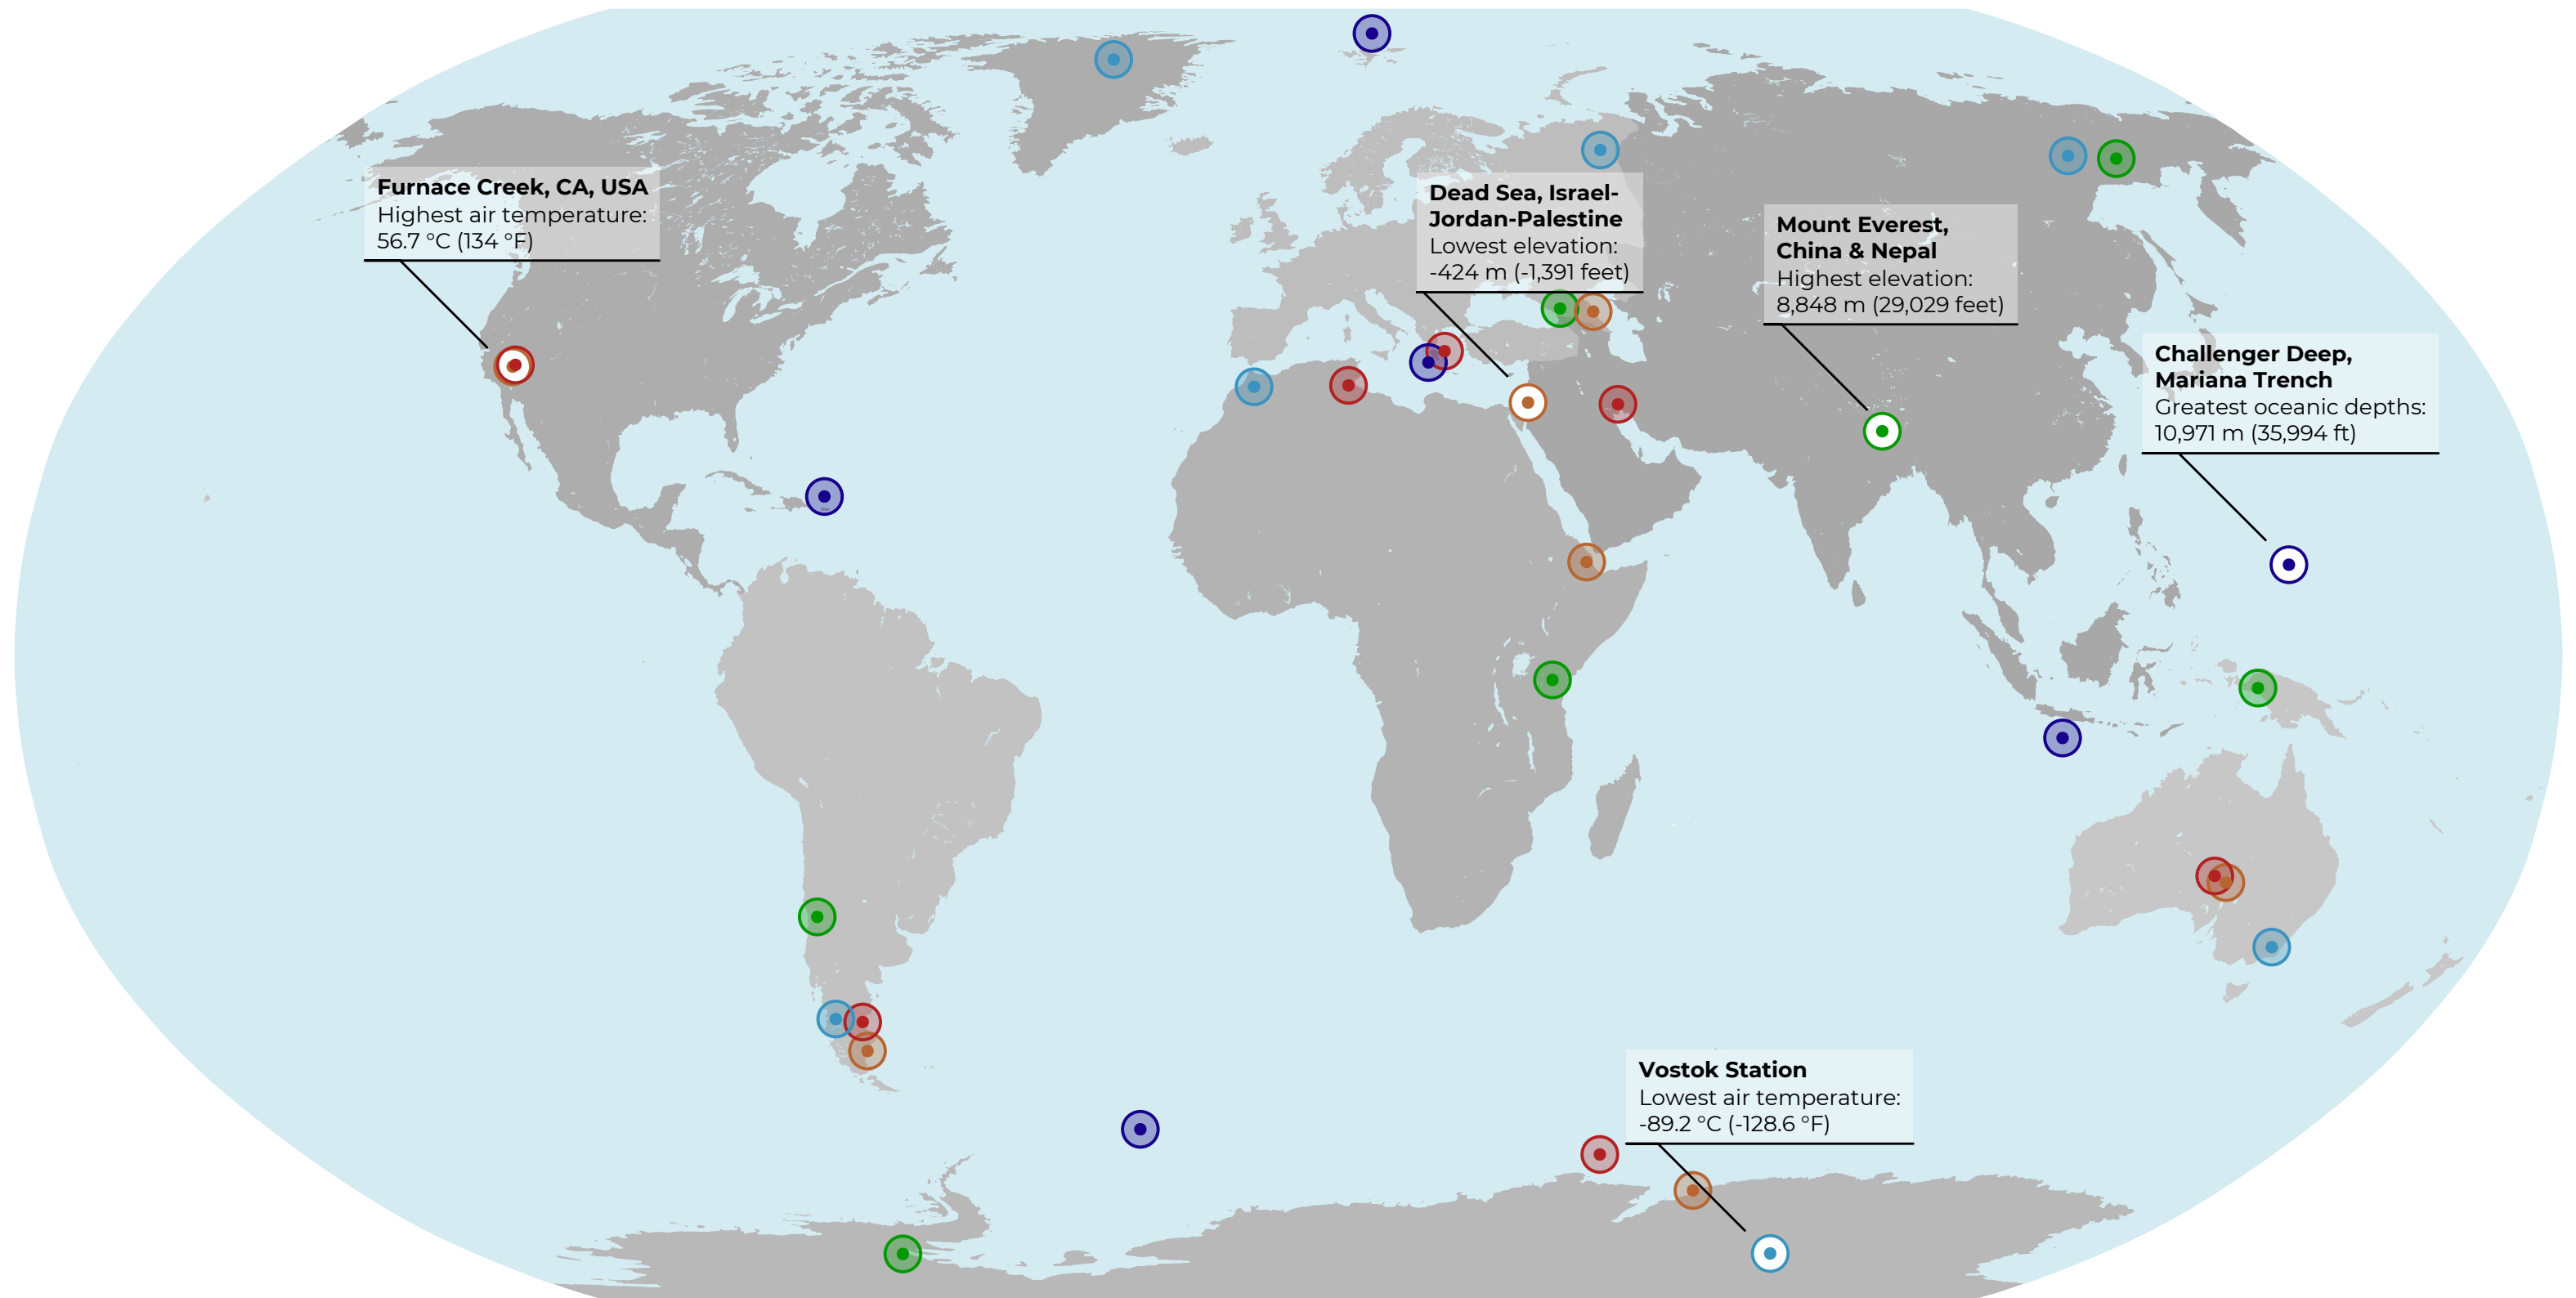 Furnace Creek, CA, USA
Highest air temperature:
56.7 °C (134 °F)
Dead Sea, Israel-
Jordan-Palestine
Lowest elevation:
-424 m (-1,391 feet)
Mount Everest,
China & Nepal
Highest elevation:
8,848 m (29,029 feet)
Challenger Deep,
Mariana Trench
Greatest oceanic depths:
10,971 m (35,994 ft)
Vostok Station
Lowest air temperature:
-89.2 °C (-128.6 °F)